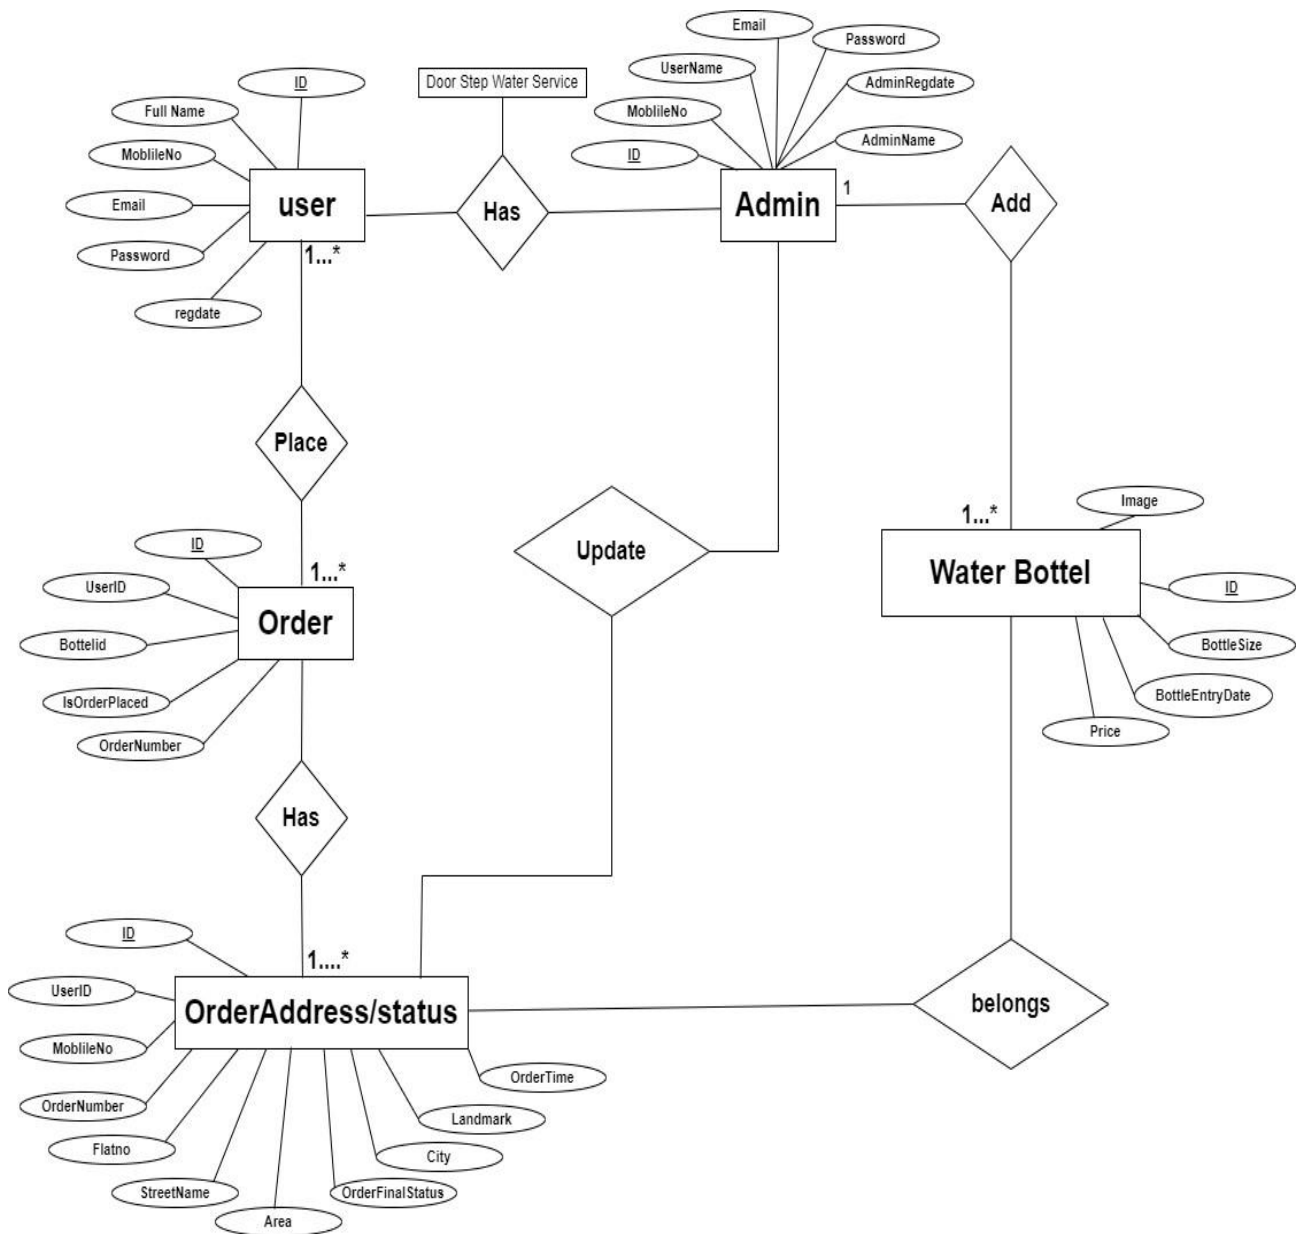 Email
Password
UserName
AdminRegdate
MoblileNo
AdminName
ID
Admin
1
Add
Door Step Water Service
Has
ID
Full Name
MoblileNo
Email
Password
regdate
user
1...*
Place
1...*
ID
UserID
Bottelid
IsOrderPlaced
OrderNumber
Order
Has
Update
1...*
Water Bottel
Image
ID
BottleSize
BottleEntryDate
Price
belongs
1....*
OrderAddress/status
ID
UserID
MoblileNo
OrderNumber
Flatno
StreetName
Area
OrderFinalStatus
City
Landmark
OrderTime